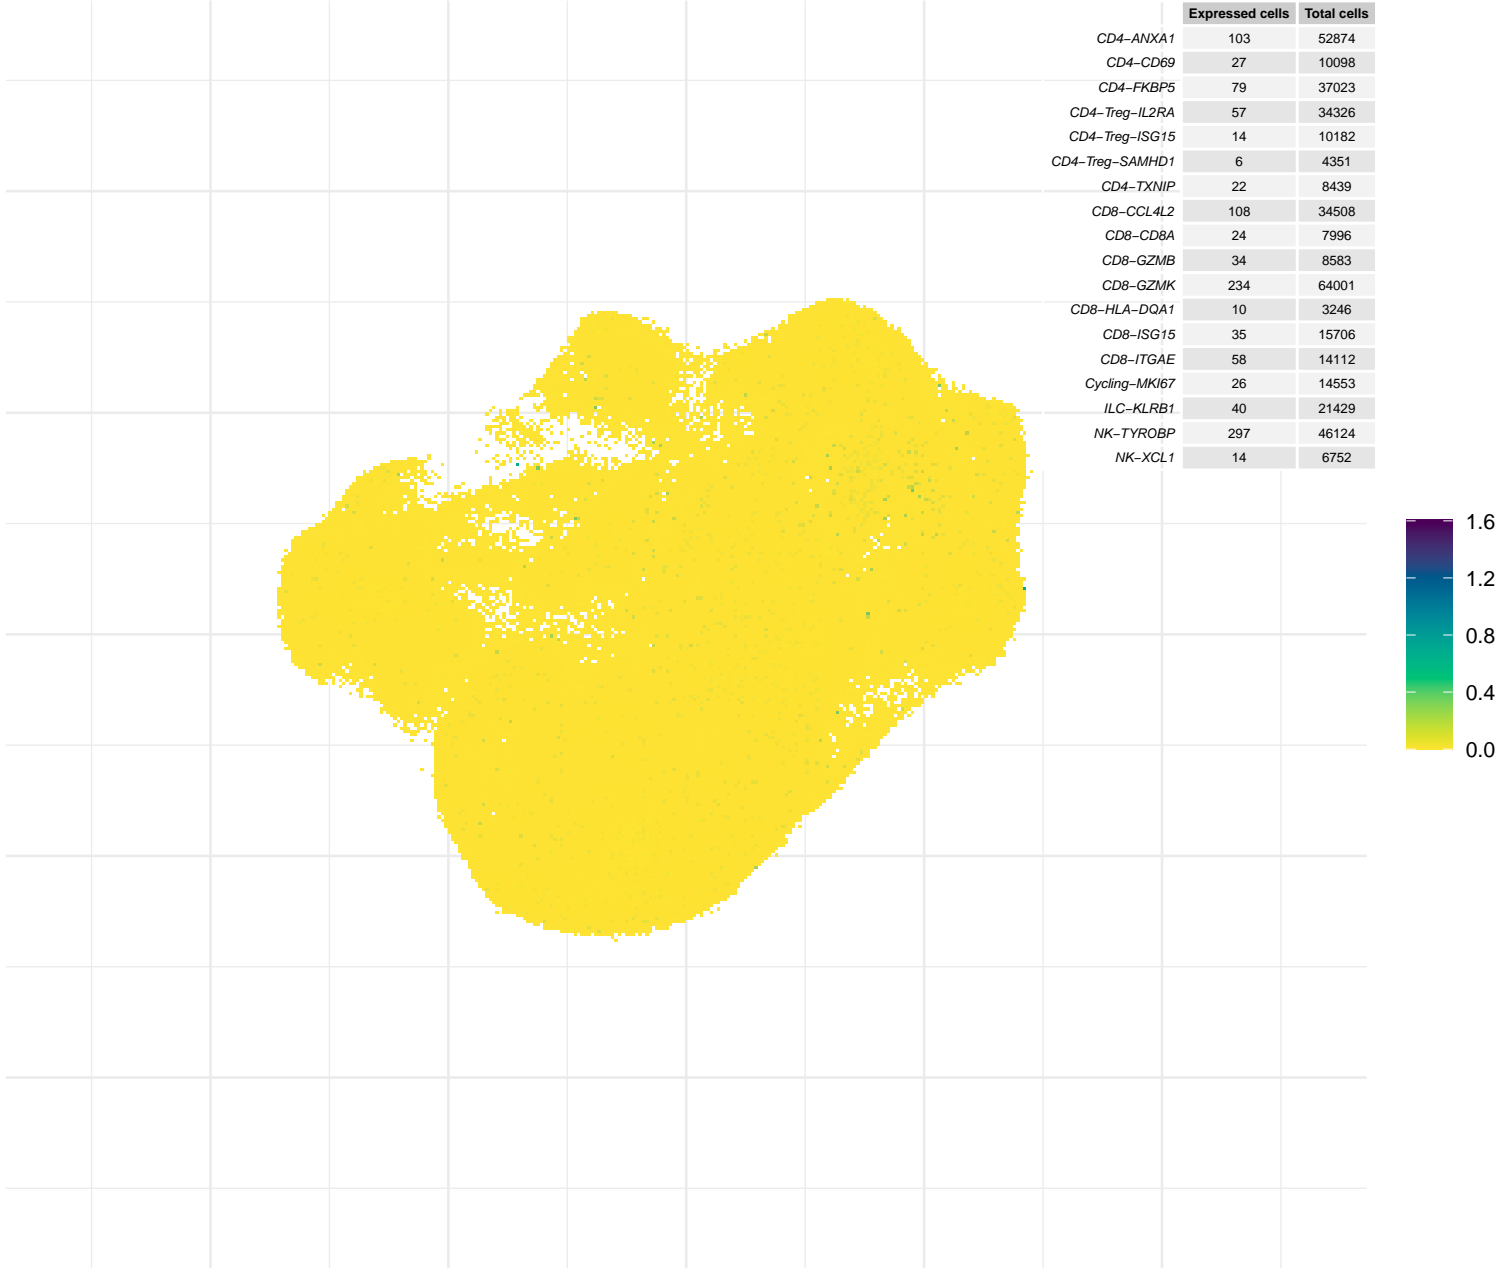 Expressed cells Total cells
CD4−ANXA1 103 52874
CD4−CD69 27 10098
CD4−FKBP5 79 37023
CD4−Treg−IL2RA 57 34326
CD4−Treg−ISG15 14 10182
CD4−Treg−SAMHD1 6 4351
CD4−TXNIP 22 8439
CD8−CCL4L2 108 34508
CD8−CD8A 24 7996
CD8−GZMB 34 8583
CD8−GZMK 234 64001
CD8−HLA−DQA1 10 3246
CD8−ISG15 35 15706
CD8−ITGAE 58 14112
Cycling−MKI67 26 14553
ILC−KLRB1 40 21429
NK−TYROBP 297 46124
NK−XCL1 14 6752
1.6
1.2
0.8
0.4
0.0